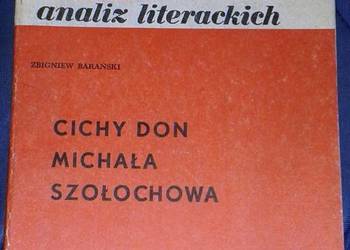 analiz literackich
ZBIGNIEW BARAŃSKI
CICHY DON
MICHAŁA
SZOŁOCHOWA